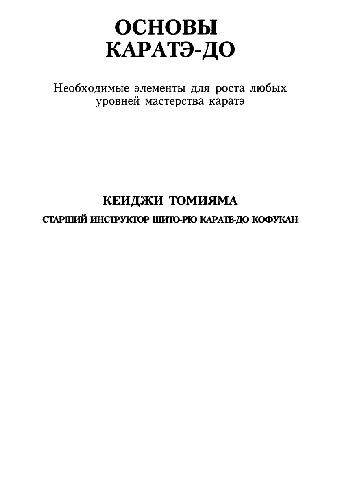 ОСНОВЫ
КАРАТЭ-ДО
Необходимые элементы для роста любых
уровней мастерства каратэ
КЕИДЖИ ТОМИЯМА
СТАРШИЙ ИНСТРУКТОР ШИТО-РЮ КАРАТЕ-ДО КОФУКАН